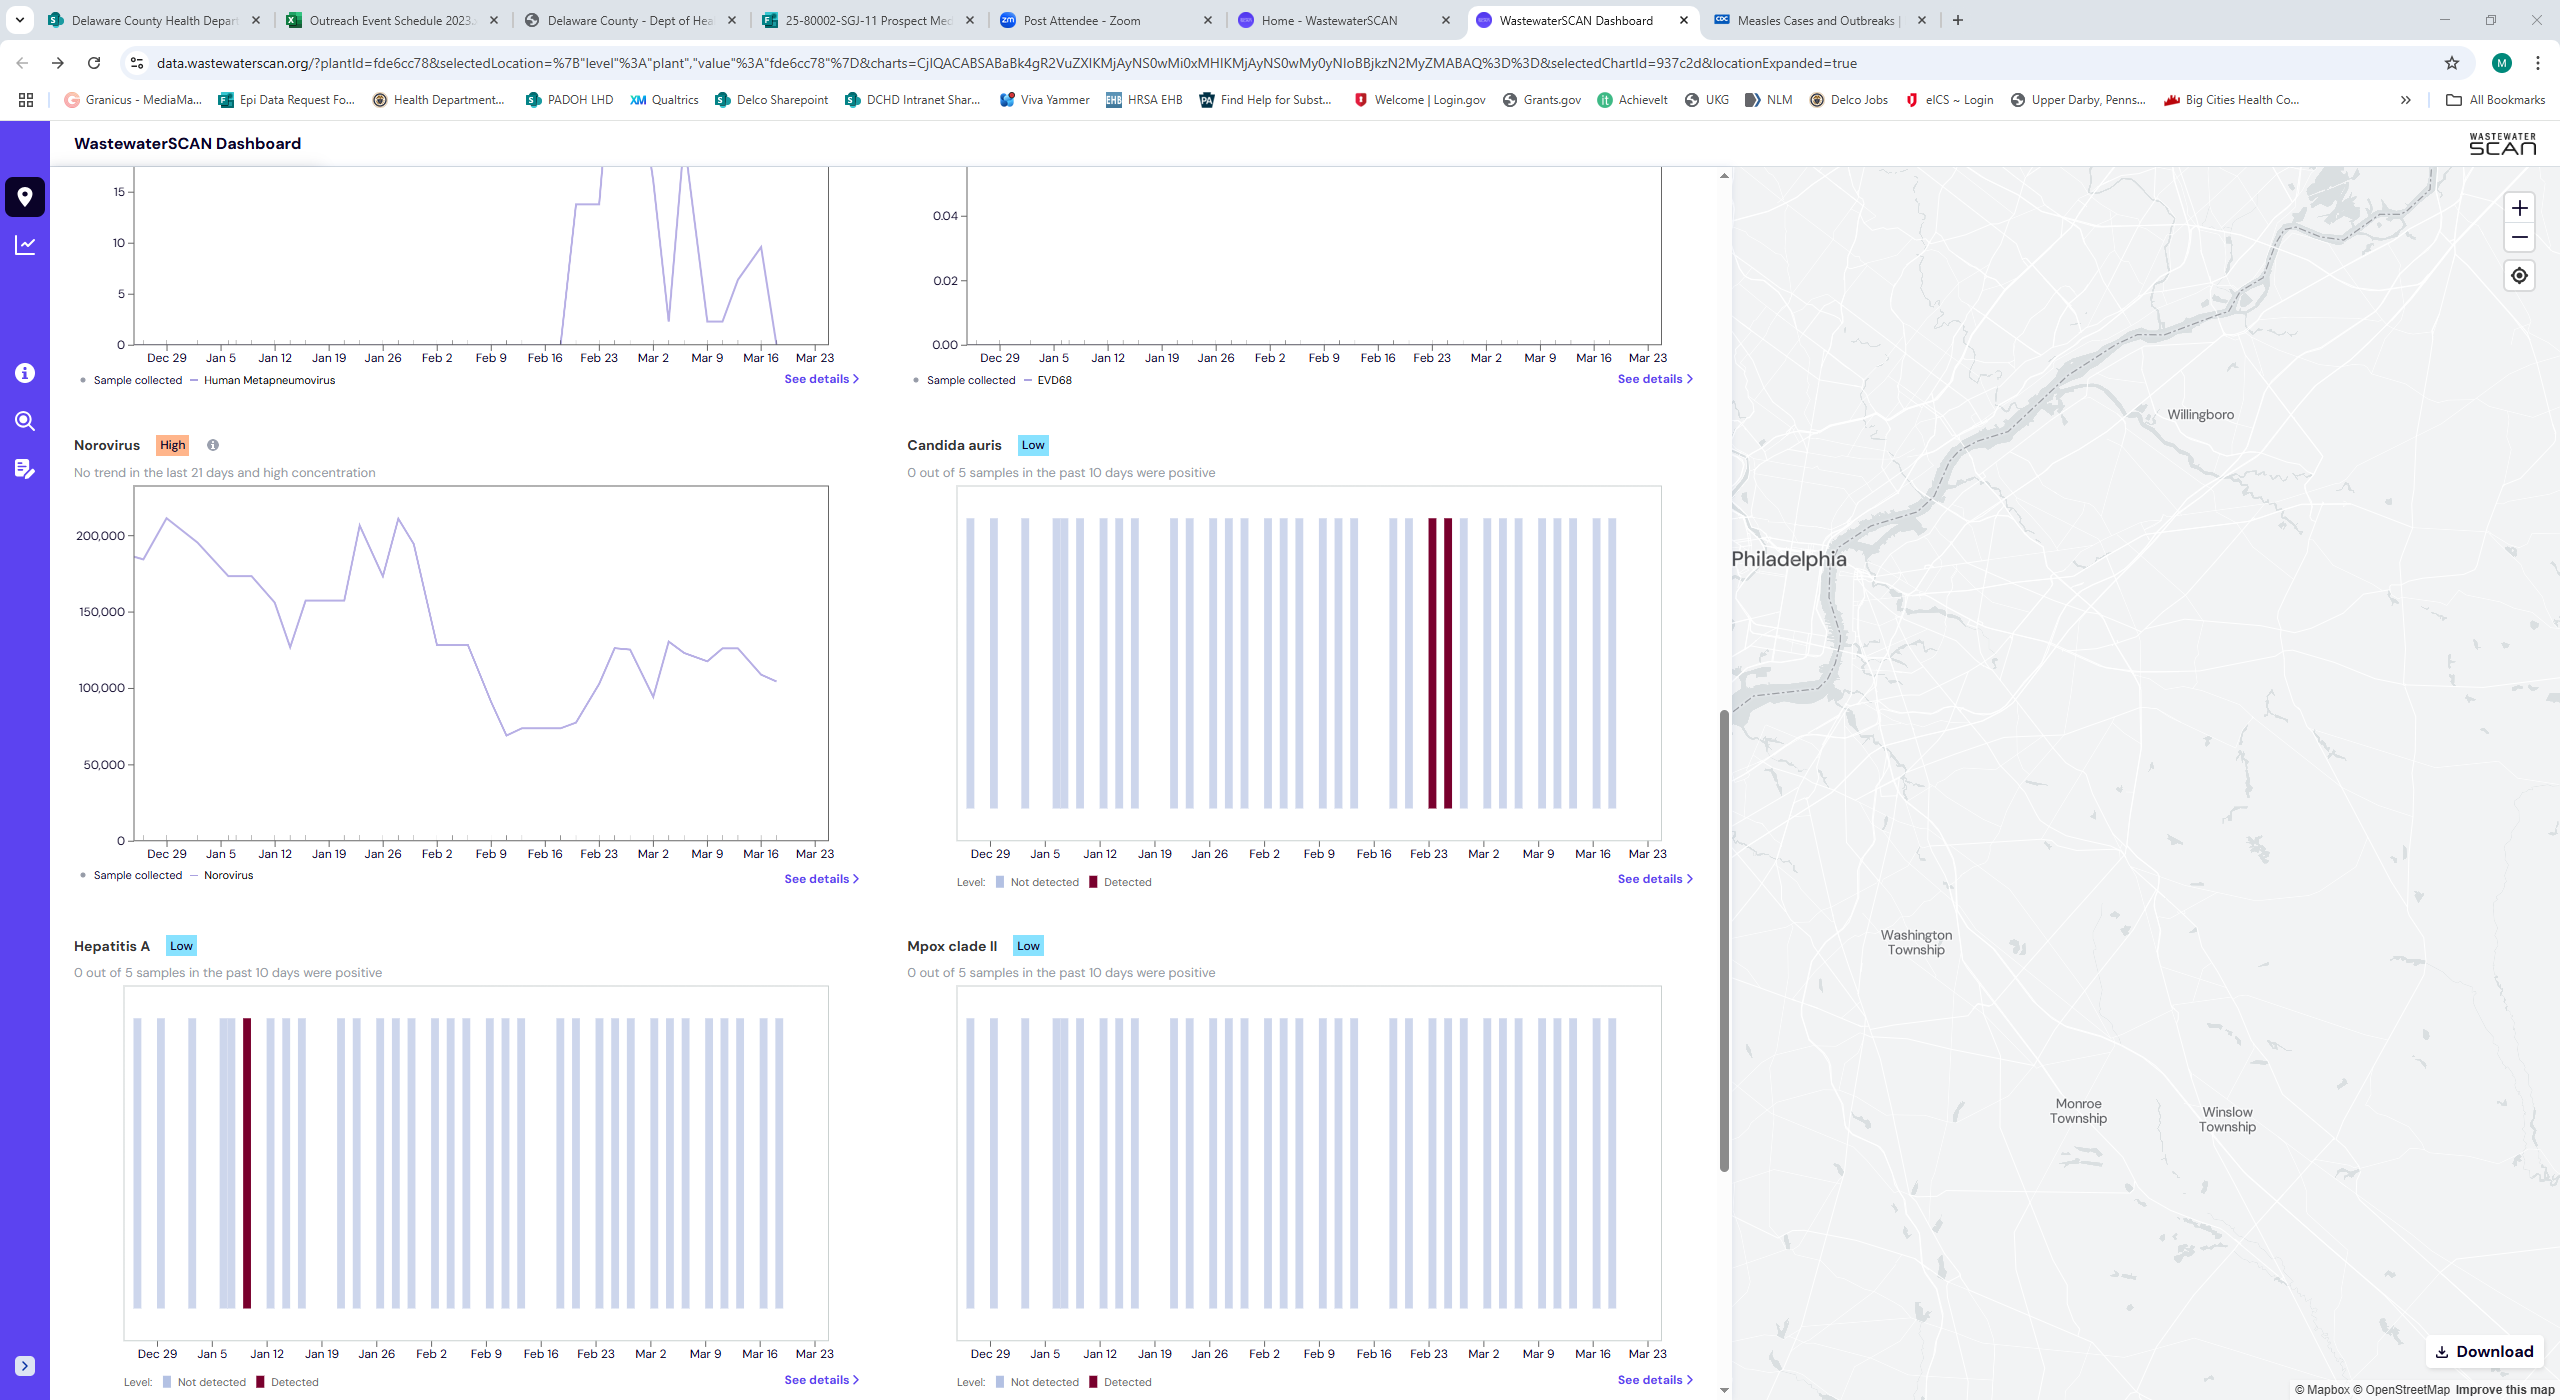 Delaware County Health Depar
Outreach Event Schedule 2023.
Delaware County - Dept of Heal
25-80002-SGJ-11 Prospect Med
Post Attendee - Zoom
Home - WastewaterSCAN
WastewaterSCAN Dashboard
Measles Cases and Outbreaks |
data.wastewaterscan.org/?plantId=fde6cc78&selectedLocation=%7B"level"%3A"plant","value"%3A"fde6cc78"%7D&charts=CjIQACABSABaBk4gR2VuZXIKMjAyNS0wMi0xMHIKMjAyNS0wMy0yNIoBBjkzN2MyZMABAQ%3D%3D&selectedChartId=937c2d&locationExpanded=true
Granicus - MediaMa...
Epi Data Request Fo...
Health Department...
PADOH LHD
Qualtrics
Delco Sharepoint
DCHD Intranet Shar...
Viva Yammer
HRSA EHB
Find Help for Subst...
Welcome | Login.gov
Grants.gov
AchieveIt
UKG
NLM
Delco Jobs
eICS ~ Login
Upper Darby, Penns...
Big Cities Health Co...
All Bookmarks
WastewaterSCAN Dashboard
WASTEWATER
SCAN
15
10
5
0
Dec 29 Jan 5 Jan 12 Jan 19 Jan 26 Feb 2 Feb 9 Feb 16 Feb 23 Mar 2 Mar 9 Mar 16 Mar 23
Sample collected Human Metapneumovirus See details
0.04
0.02
0.00
Dec 29 Jan 5 Jan 12 Jan 19 Jan 26 Feb 2 Feb 9 Feb 16 Feb 23 Mar 2 Mar 9 Mar 16 Mar 23
Sample collected EVD68 See details
Norovirus High
No trend in the last 21 days and high concentration
200,000
150,000
100,000
50,000
0
Dec 29 Jan 5 Jan 12 Jan 19 Jan 26 Feb 2 Feb 9 Feb 16 Feb 23 Mar 2 Mar 9 Mar 16 Mar 23
Sample collected Norovirus See details
Candida auris Low
0 out of 5 samples in the past 10 days were positive
Dec 29 Jan 5 Jan 12 Jan 19 Jan 26 Feb 2 Feb 9 Feb 16 Feb 23 Mar 2 Mar 9 Mar 16 Mar 23
Level: Not detected Detected See details
Hepatitis A Low
0 out of 5 samples in the past 10 days were positive
Dec 29 Jan 5 Jan 12 Jan 19 Jan 26 Feb 2 Feb 9 Feb 16 Feb 23 Mar 2 Mar 9 Mar 16 Mar 23
Level: Not detected Detected See details
Mpox clade II Low
0 out of 5 samples in the past 10 days were positive
Dec 29 Jan 5 Jan 12 Jan 19 Jan 26 Feb 2 Feb 9 Feb 16 Feb 23 Mar 2 Mar 9 Mar 16 Mar 23
Level: Not detected Detected See details
Willingboro
Philadelphia
Washington
Township
Monroe
Township
Winslow
Township
Download
© Mapbox © OpenStreetMap Improve this map